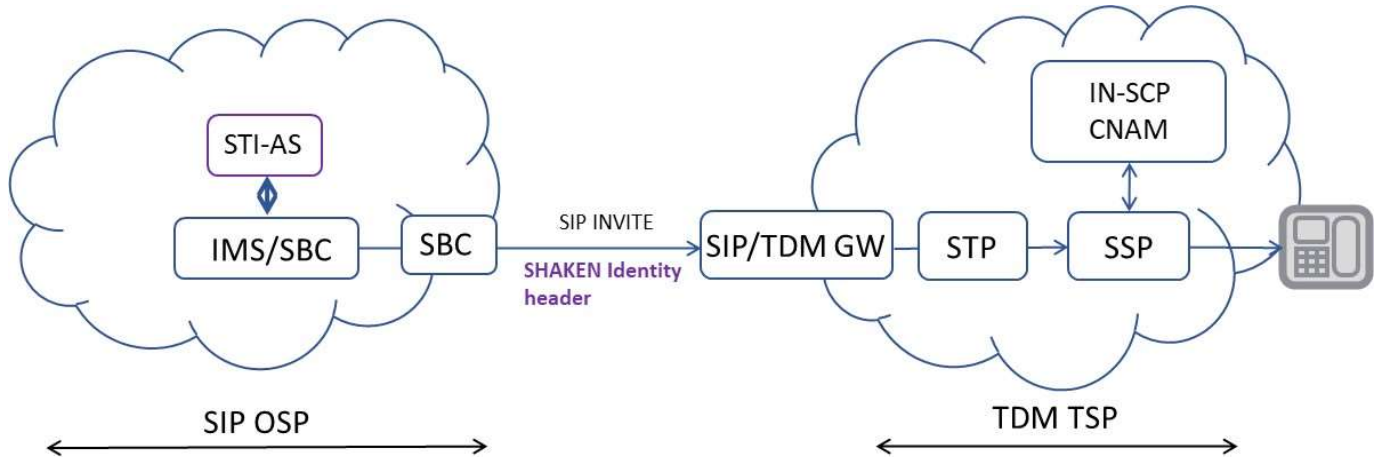 IN-SCP
CNAM
STI-AS
IMS/SBC
SBC
SIP INVITE
SHAKEN Identity
header
SIP/TDM GW
STP
SSP
SIP OSP
TDM TSP